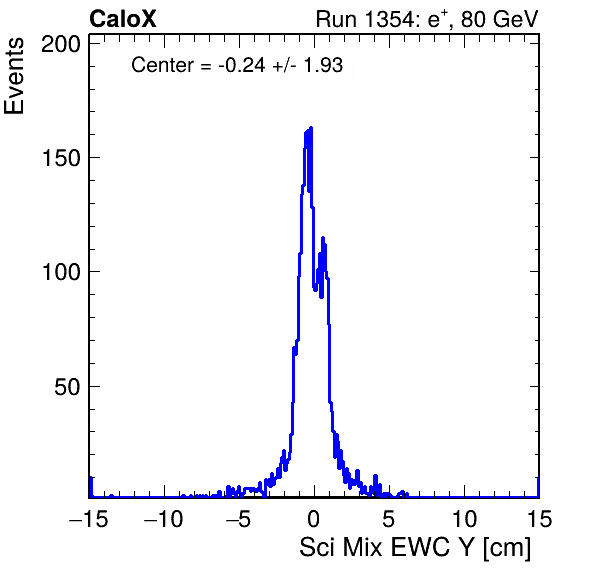 CaloX Run 1354: e⁺, 80 GeV
Center = -0.24 +/- 1.93
Events
200
150
100
50
−15 −10 −5 0 5 10 15
Sci Mix EWC Y [cm]